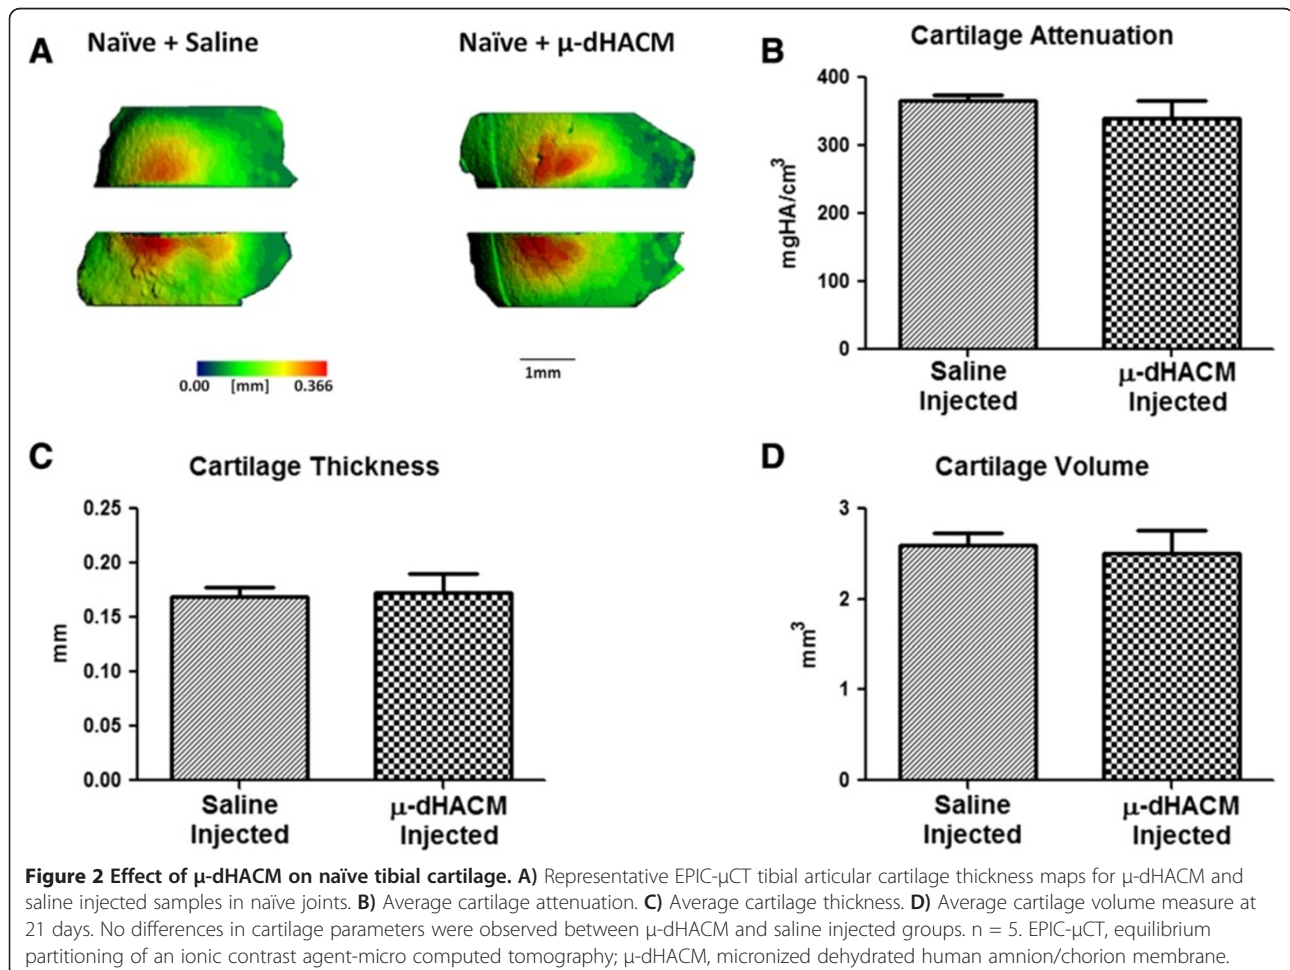 A
Naïve + Saline
Naïve + μ-dHACM
0.00 [mm] 0.366
1mm
B
Cartilage Attenuation
mgHA/cm³
400
300
200
100
0
Saline
Injected
μ-dHACM
Injected
C
Cartilage Thickness
mm
0.25
0.20
0.15
0.10
0.05
0.00
Saline
Injected
μ-dHACM
Injected
D
Cartilage Volume
mm³
3
2
1
0
Saline
Injected
μ-dHACM
Injected
Figure 2 Effect of μ-dHACM on naïve tibial cartilage. A) Representative EPIC-μCT tibial articular cartilage thickness maps for μ-dHACM and
saline injected samples in naïve joints. B) Average cartilage attenuation. C) Average cartilage thickness. D) Average cartilage volume measure at
21 days. No differences in cartilage parameters were observed between μ-dHACM and saline injected groups. n = 5. EPIC-μCT, equilibrium
partitioning of an ionic contrast agent-micro computed tomography; μ-dHACM, micronized dehydrated human amnion/chorion membrane.